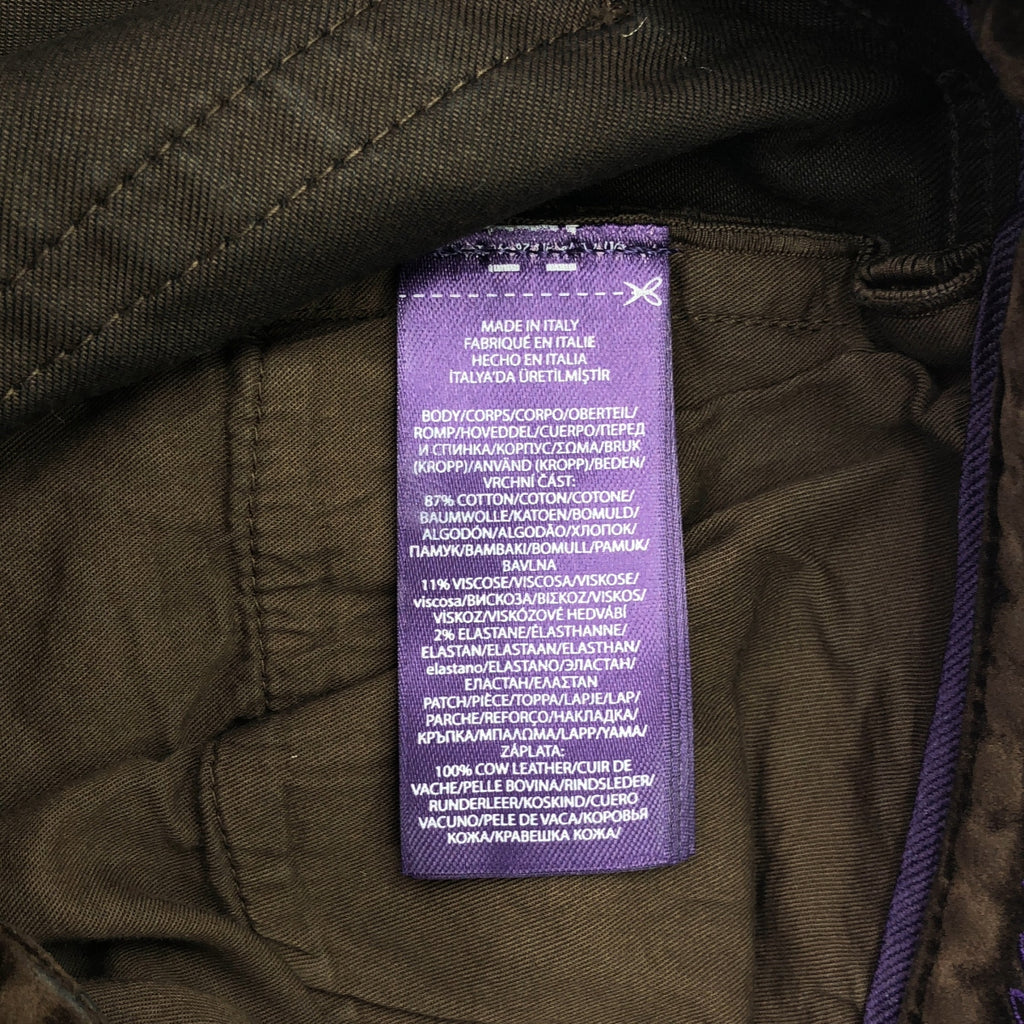 MADE IN ITALY
FABRIQUÉ EN ITALIE
HECHO EN ITALIA
İTALYA'DA ÜRETİLMİŞTİR
BODY/CORPS/CORPO/OBERTEIL/
ROMP/HOVEDDEL/CUERPO/ПЕРЕД
И СПИНКА/КОРПУС/ΣΩΜΑ/BRUK
(KROPP)/ANVÄND (KROPP)/BEDEN/
VRCHNÍ ČÁST:
87% COTTON/COTON/COTONE/
BAUMWOLLE/KATOEN/BOMULD/
ALGODÓN/ALGODÃO/ХЛОПОК/
ПАМУК/BAMBAKI/BOMULL/PAMUK/
BAVLNA
11% VISCOSE/VISCOSA/VISKOSE/
viscosa/ВИСКОЗА/ΒΙΣΚΟΖ/VISKOS/
VİSKOZ/VISKÓZOVÉ HEDVÁBÍ
2% ELASTANE/ÉLASTHANNE/
ELASTAN/ELASTAAN/ELASTHAN/
elastano/ELASTANO/ЭЛАСТАН/
ЕЛАСТАН/ΕΛΑΣΤΑΝ
PATCH/PIÈCE/TOPPA/LAPJE/LAP/
PARCHE/REFORÇO/НАКЛАДКА/
КРЪПКА/ΜΠΑΛΩΜΑ/LAPP/YAMA/
ZÁPLATA:
100% COW LEATHER/CUIR DE
VACHE/PELLE BOVINA/RINDSLEDER/
RUNDERLEER/KOSKIND/CUERO
VACUNO/PELE DE VACA/КОРОВЬЯ
КОЖА/КРАВЕШКА КОЖА/